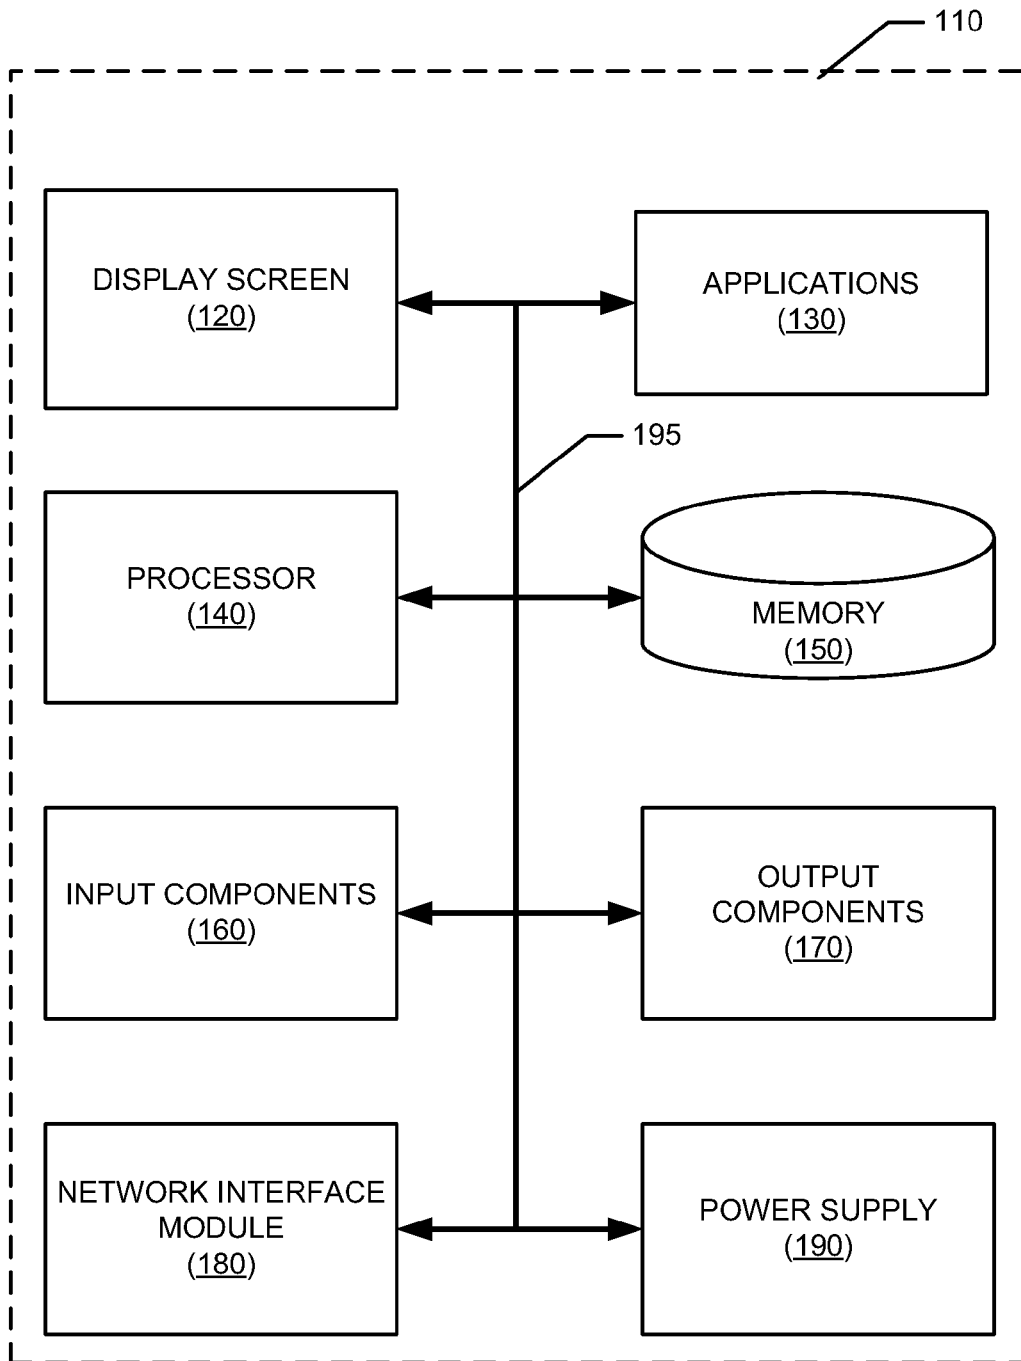 110
DISPLAY SCREEN
(120)
APPLICATIONS
(130)
195
PROCESSOR
(140)
MEMORY
(150)
INPUT COMPONENTS
(160)
OUTPUT
COMPONENTS
(170)
NETWORK INTERFACE
MODULE
(180)
POWER SUPPLY
(190)